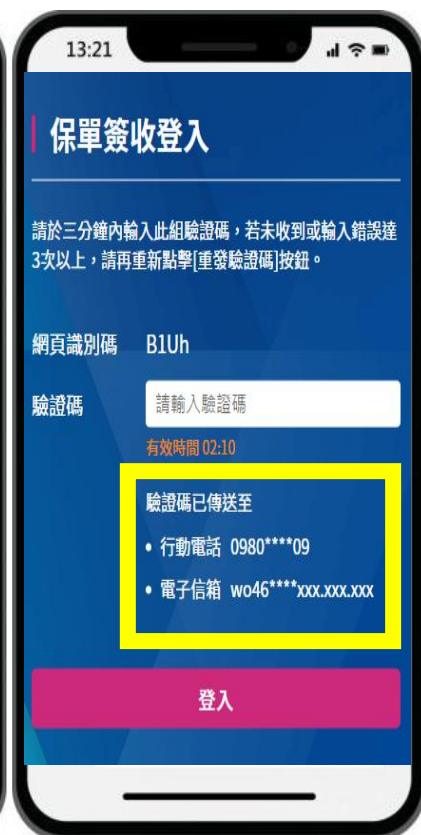 13:21
保單簽收登入
請於三分鐘內輸入此組驗證碼，若未收到或輸入錯誤達
3次以上，請再重新點擊[重發驗證碼]按鈕。
網頁識別碼 B1Uh
驗證碼 請輸入驗證碼
有效時間 02:10
驗證碼已傳送至
• 行動電話 0980****09
• 電子信箱 wo46****xxx.xxx.xxx
登入